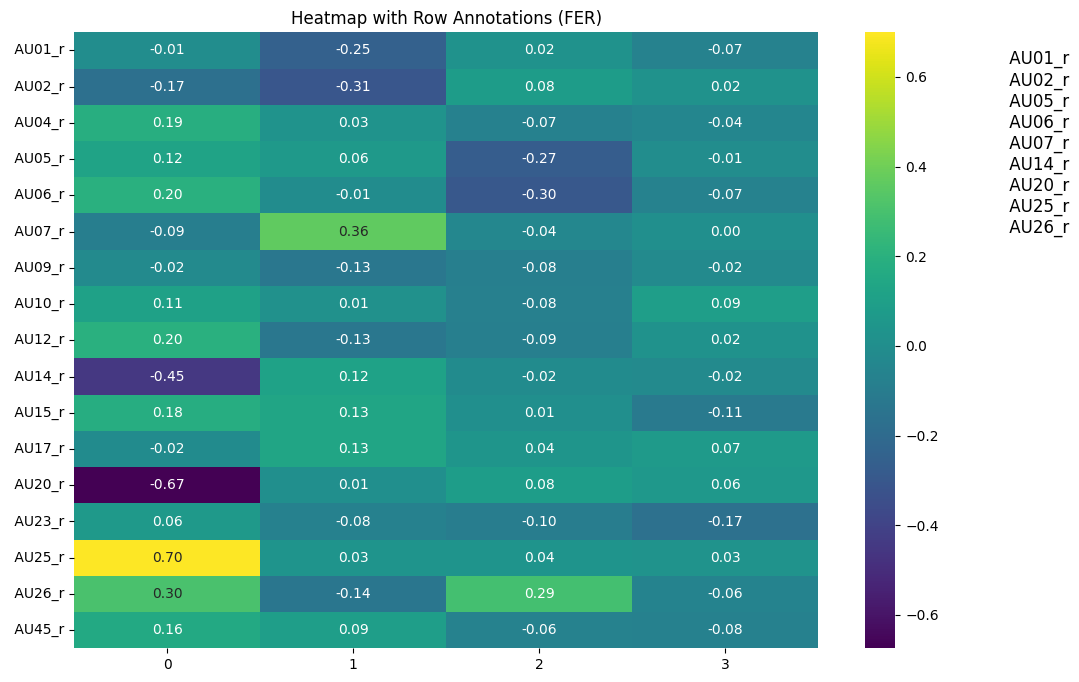 Heatmap with Row Annotations (FER)
AU01_r -0.01 -0.25 0.02 -0.07
AU02_r -0.17 -0.31 0.08 0.02
AU04_r 0.19 0.03 -0.07 -0.04
AU05_r 0.12 0.06 -0.27 -0.01
AU06_r 0.20 -0.01 -0.30 -0.07
AU07_r -0.09 0.36 -0.04 0.00
AU09_r -0.02 -0.13 -0.08 -0.02
AU10_r 0.11 0.01 -0.08 0.09
AU12_r 0.20 -0.13 -0.09 0.02
AU14_r -0.45 0.12 -0.02 -0.02
AU15_r 0.18 0.13 0.01 -0.11
AU17_r -0.02 0.13 0.04 0.07
AU20_r -0.67 0.01 0.08 0.06
AU23_r 0.06 -0.08 -0.10 -0.17
AU25_r 0.70 0.03 0.04 0.03
AU26_r 0.30 -0.14 0.29 -0.06
AU45_r 0.16 0.09 -0.06 -0.08
0 1 2 3
0.6
0.4
0.2
0.0
−0.2
−0.4
−0.6
AU01_r
AU02_r
AU05_r
AU06_r
AU07_r
AU14_r
AU20_r
AU25_r
AU26_r